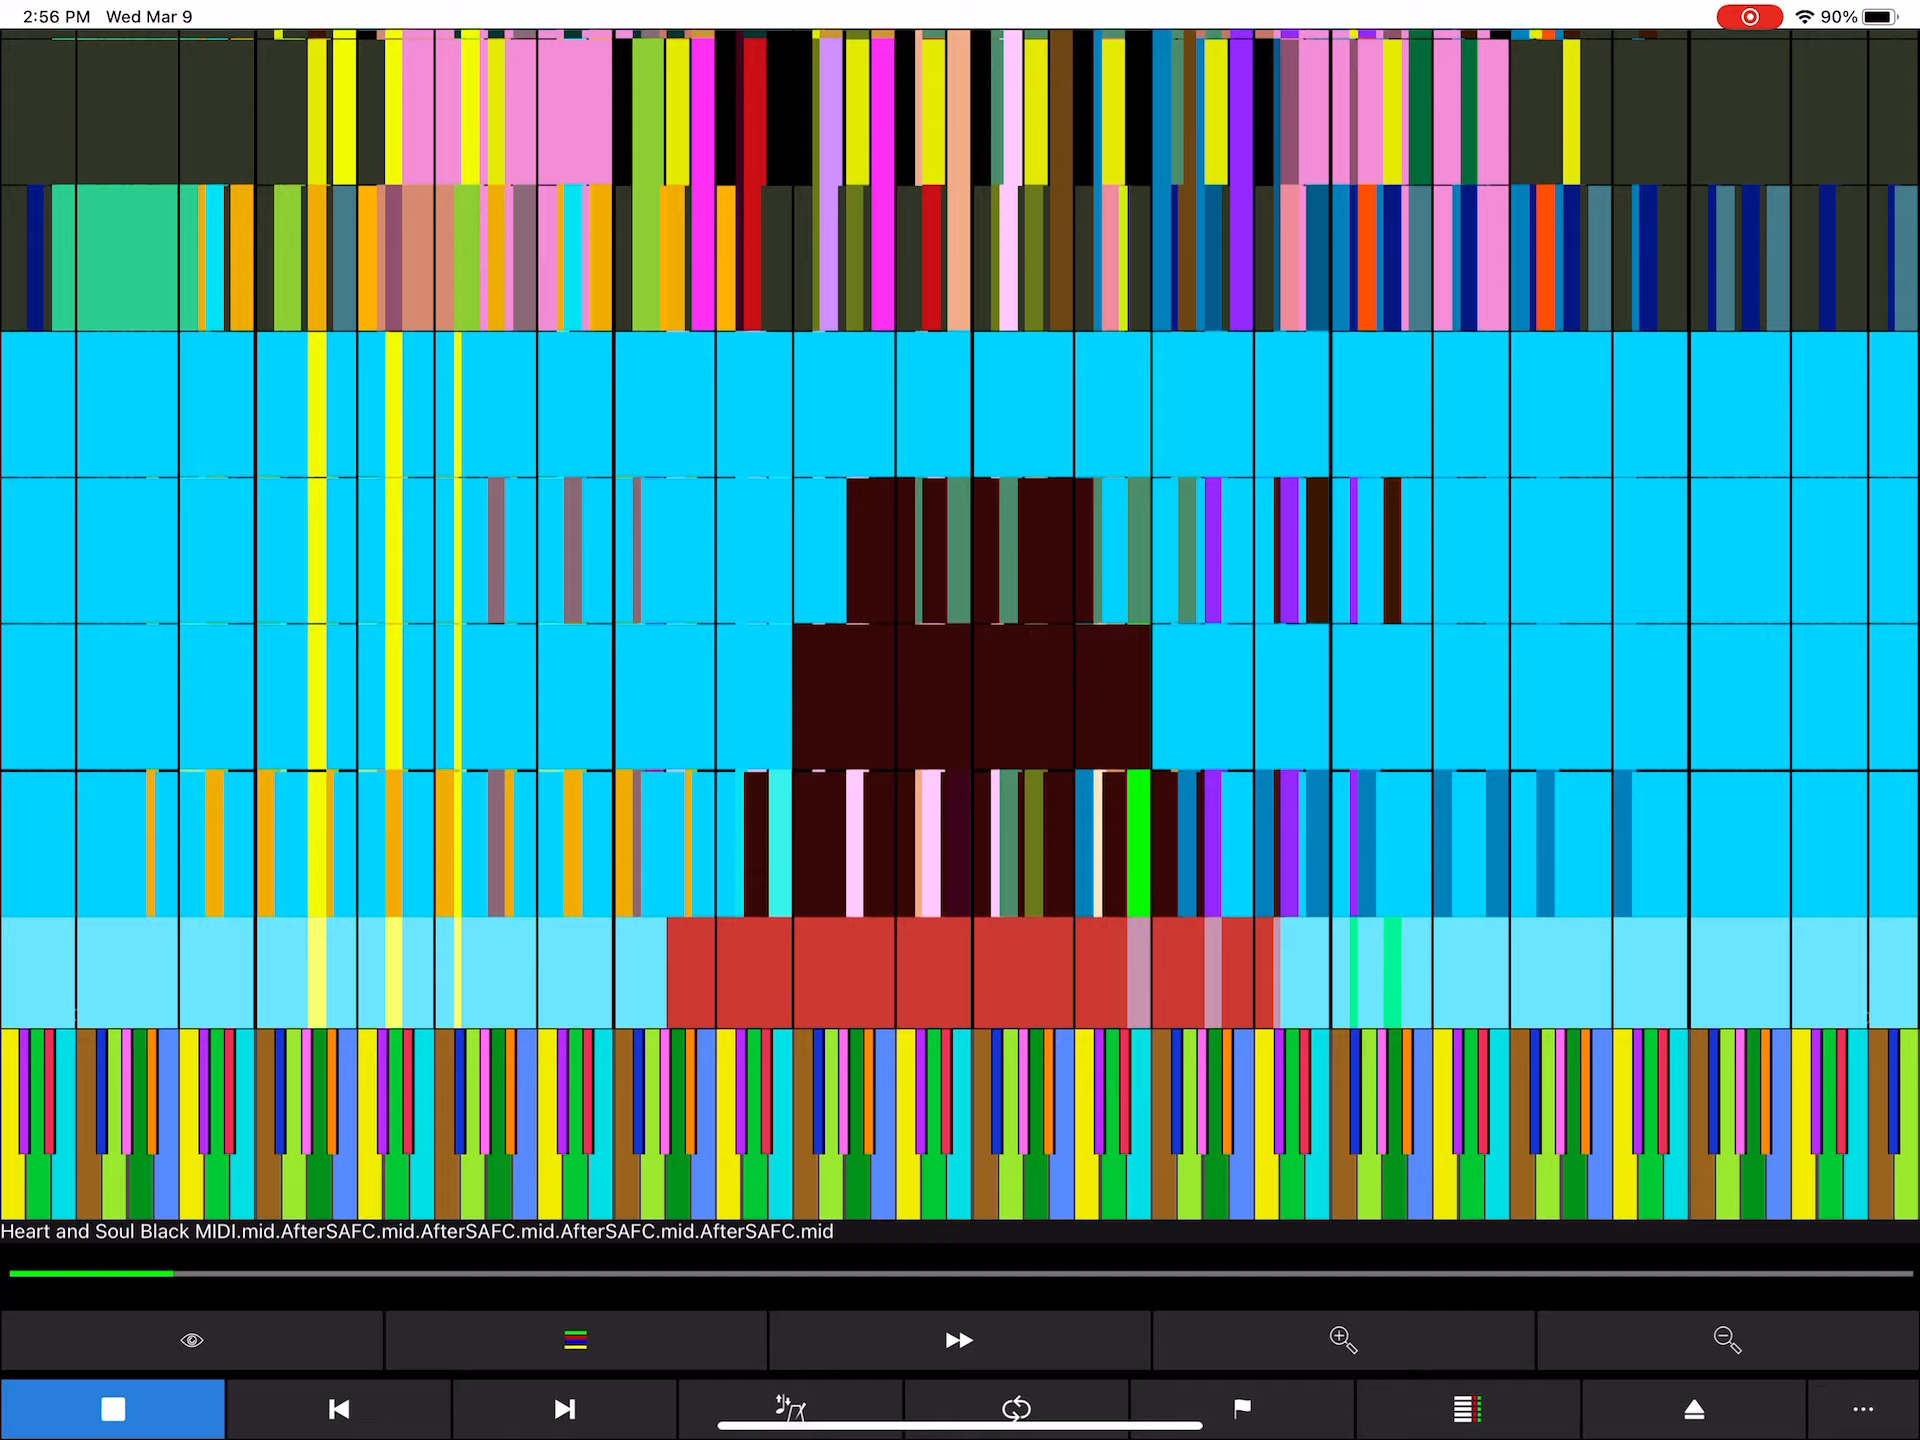 2:56 PM Wed Mar 9
90%
Heart and Soul Black MIDI.mid.AfterSAFC.mid.AfterSAFC.mid.AfterSAFC.mid.AfterSAFC.mid